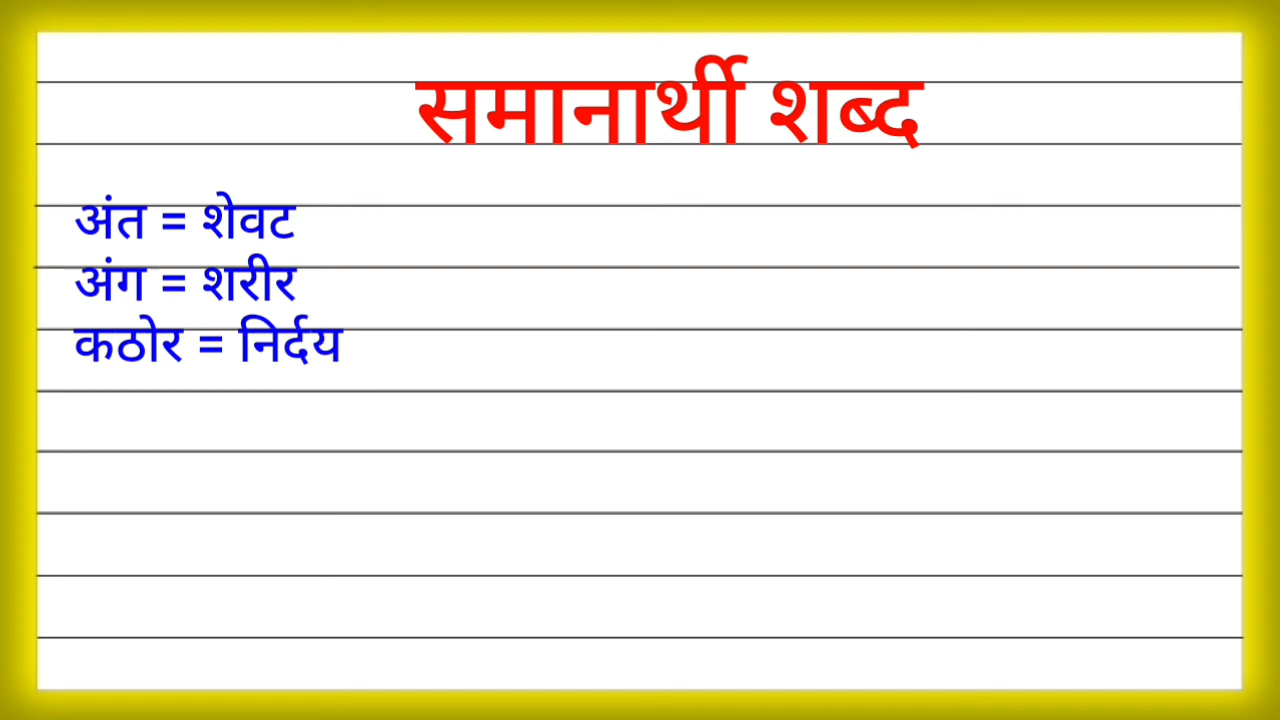 समानार्थी शब्द
अंत = शेवट
अंग = शरीर
कठोर = निर्दय